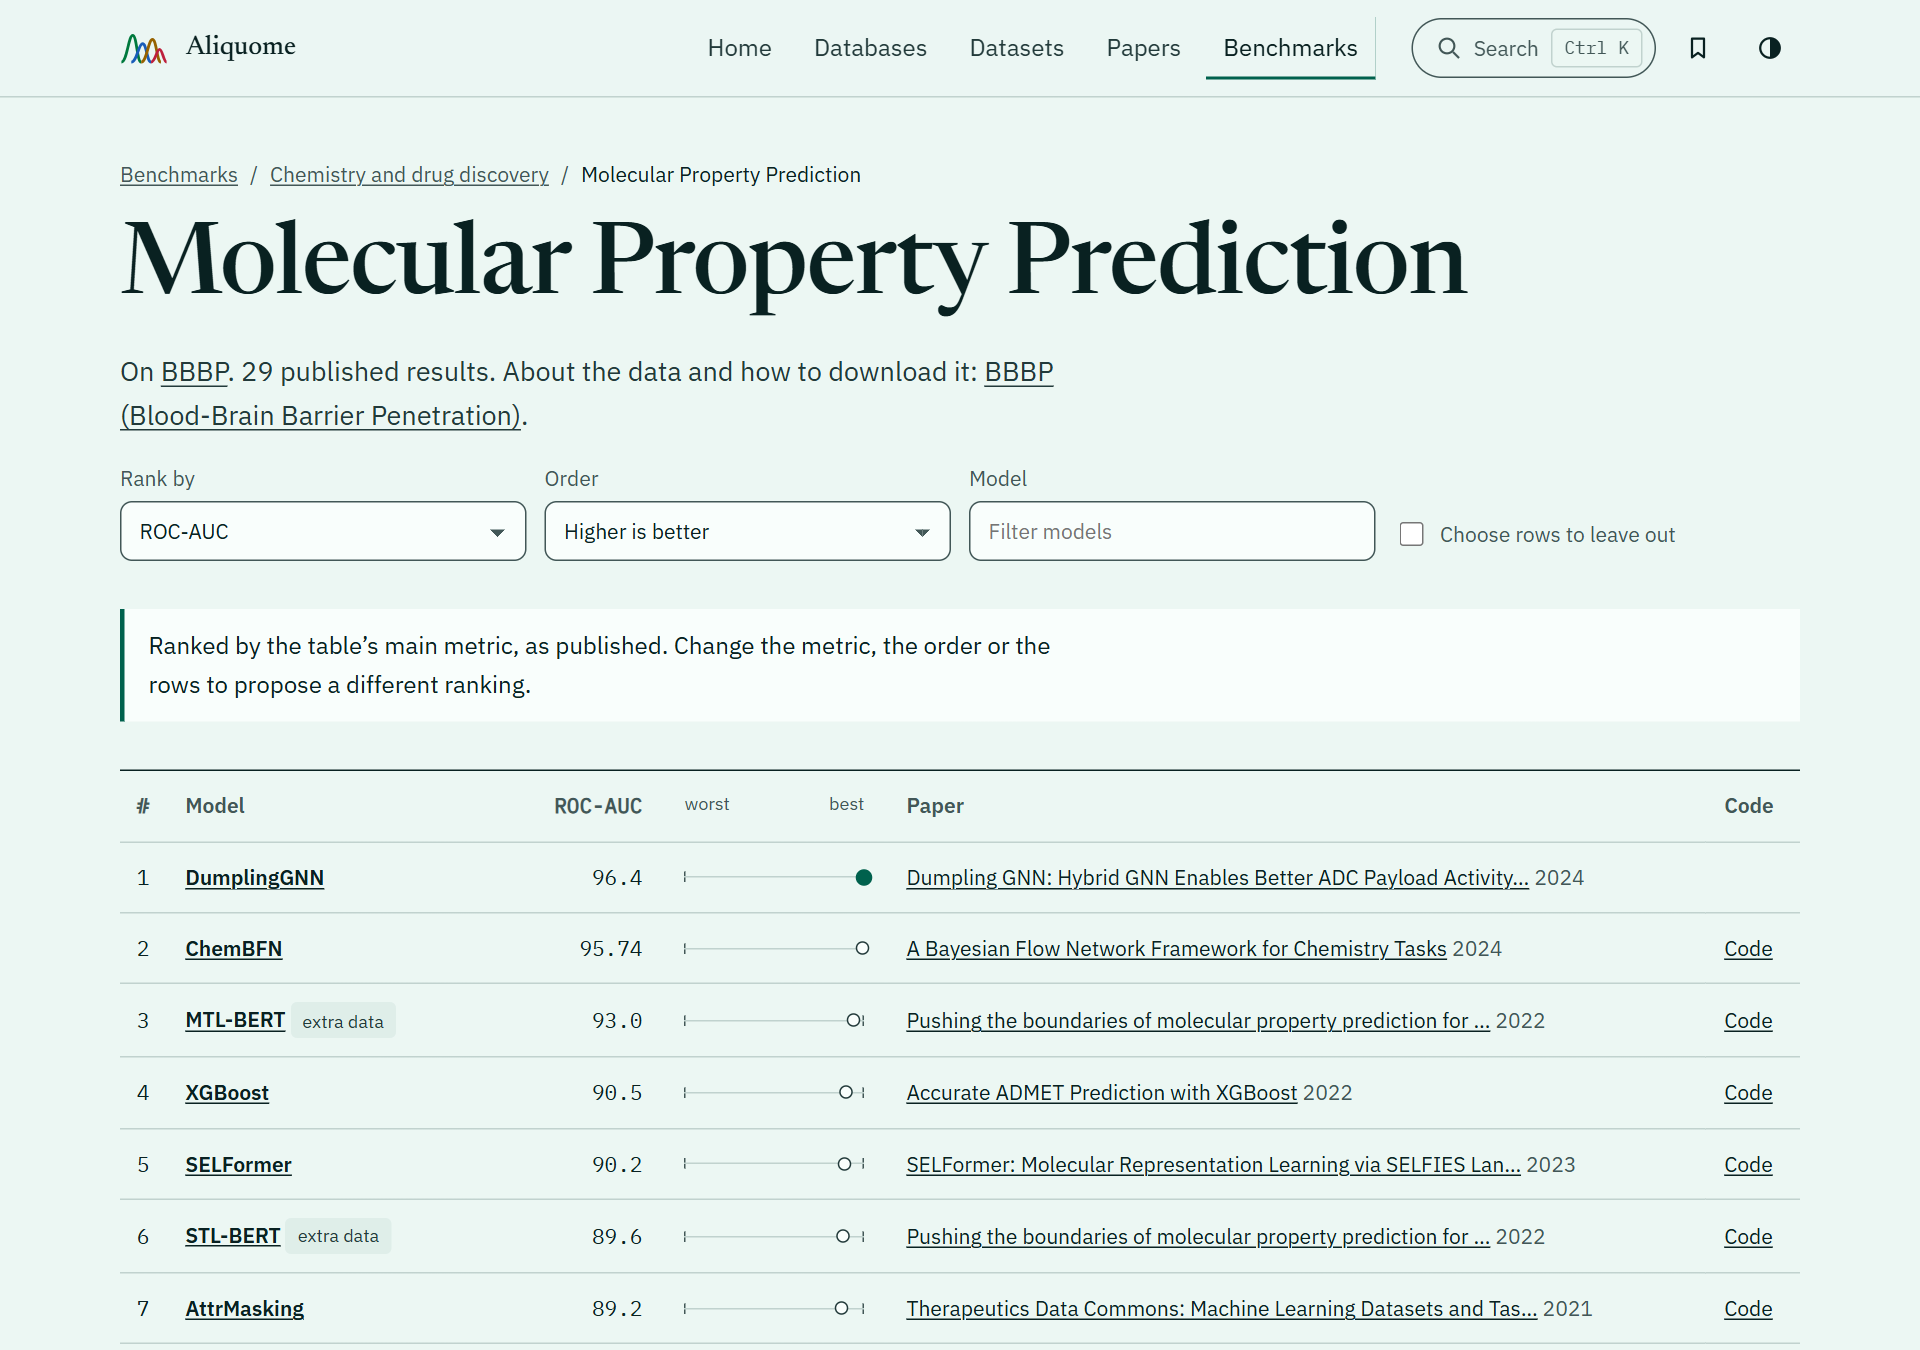 Aliquome
Home Databases Datasets Papers Benchmarks Search Ctrl K
Benchmarks / Chemistry and drug discovery / Molecular Property Prediction
Molecular Property Prediction
On BBBP. 29 published results. About the data and how to download it: BBBP
(Blood-Brain Barrier Penetration).
Rank by Order Model
ROC-AUC Higher is better Filter models Choose rows to leave out
Ranked by the table’s main metric, as published. Change the metric, the order or the
rows to propose a different ranking.
# Model ROC-AUC worst best Paper Code
1 DumplingGNN 96.4 Dumpling GNN: Hybrid GNN Enables Better ADC Payload Activity… 2024
2 ChemBFN 95.74 A Bayesian Flow Network Framework for Chemistry Tasks 2024 Code
3 MTL-BERT extra data 93.0 Pushing the boundaries of molecular property prediction for … 2022 Code
4 XGBoost 90.5 Accurate ADMET Prediction with XGBoost 2022 Code
5 SELFormer 90.2 SELFormer: Molecular Representation Learning via SELFIES Lan… 2023 Code
6 STL-BERT extra data 89.6 Pushing the boundaries of molecular property prediction for … 2022 Code
7 AttrMasking 89.2 Therapeutics Data Commons: Machine Learning Datasets and Tas… 2021 Code